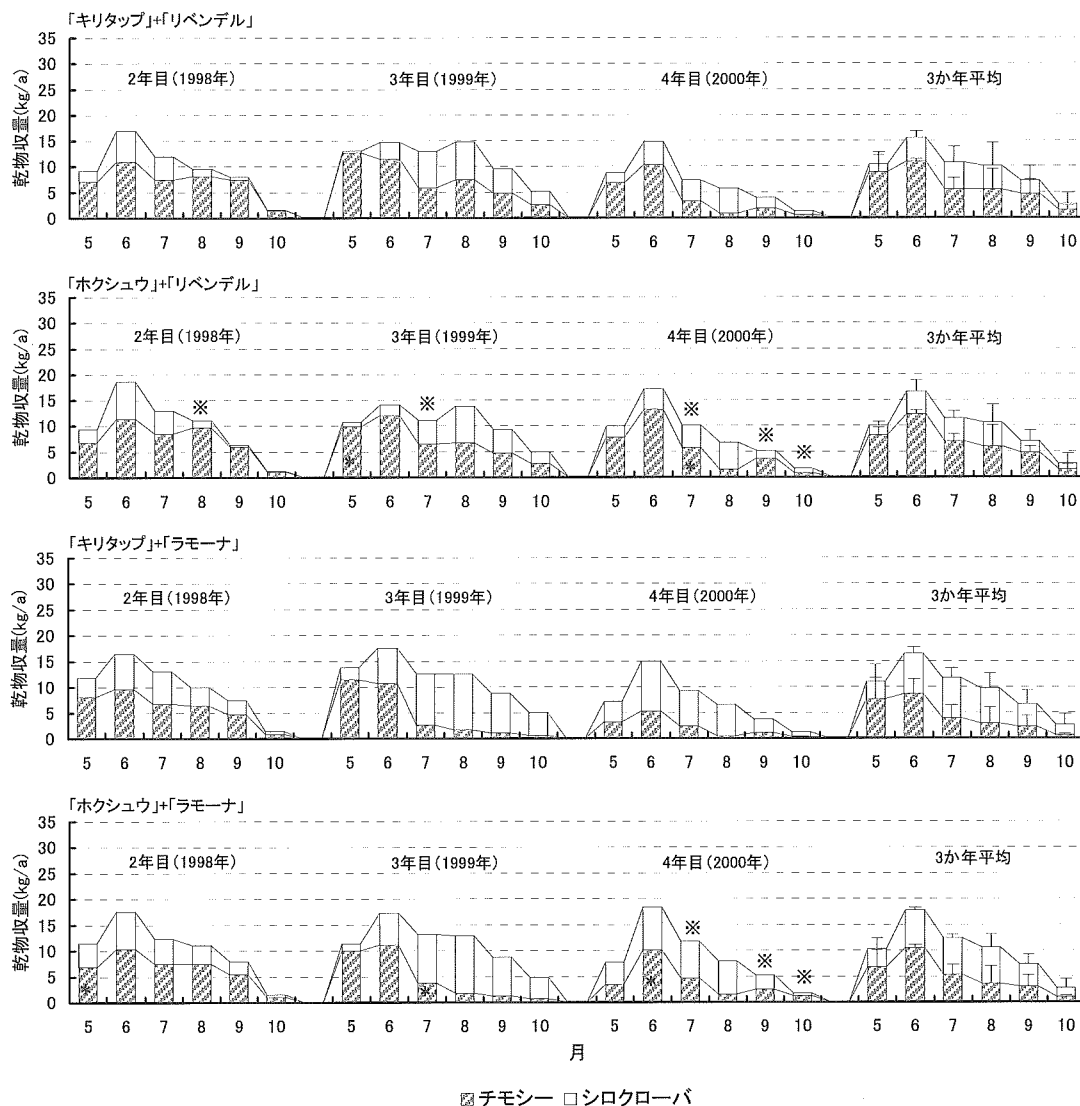 「キリタップ」+「リベンデル」
乾物収量(kg/a)
35
30
25
20
15
10
5
0
2年目(1998年) 3年目(1999年) 4年目(2000年) 3か年平均
5 6 7 8 9 10 5 6 7 8 9 10 5 6 7 8 9 10 5 6 7 8 9 10
「ホクシュウ」+「リベンデル」
乾物収量(kg/a)
35
30
25
20
15
10
5
0
2年目(1998年) 3年目(1999年) 4年目(2000年) 3か年平均
※ ※ ※ ※ ※
* *
5 6 7 8 9 10 5 6 7 8 9 10 5 6 7 8 9 10 5 6 7 8 9 10
「キリタップ」+「ラモーナ」
乾物収量(kg/a)
35
30
25
20
15
10
5
0
2年目(1998年) 3年目(1999年) 4年目(2000年) 3か年平均
5 6 7 8 9 10 5 6 7 8 9 10 5 6 7 8 9 10 5 6 7 8 9 10
「ホクシュウ」+「ラモーナ」
乾物収量(kg/a)
35
30
25
20
15
10
5
0
2年目(1998年) 3年目(1999年) 4年目(2000年) 3か年平均
※ ※ ※
* * *
5 6 7 8 9 10 5 6 7 8 9 10 5 6 7 8 9 10 5 6 7 8 9 10
月
チモシー シロクローバ